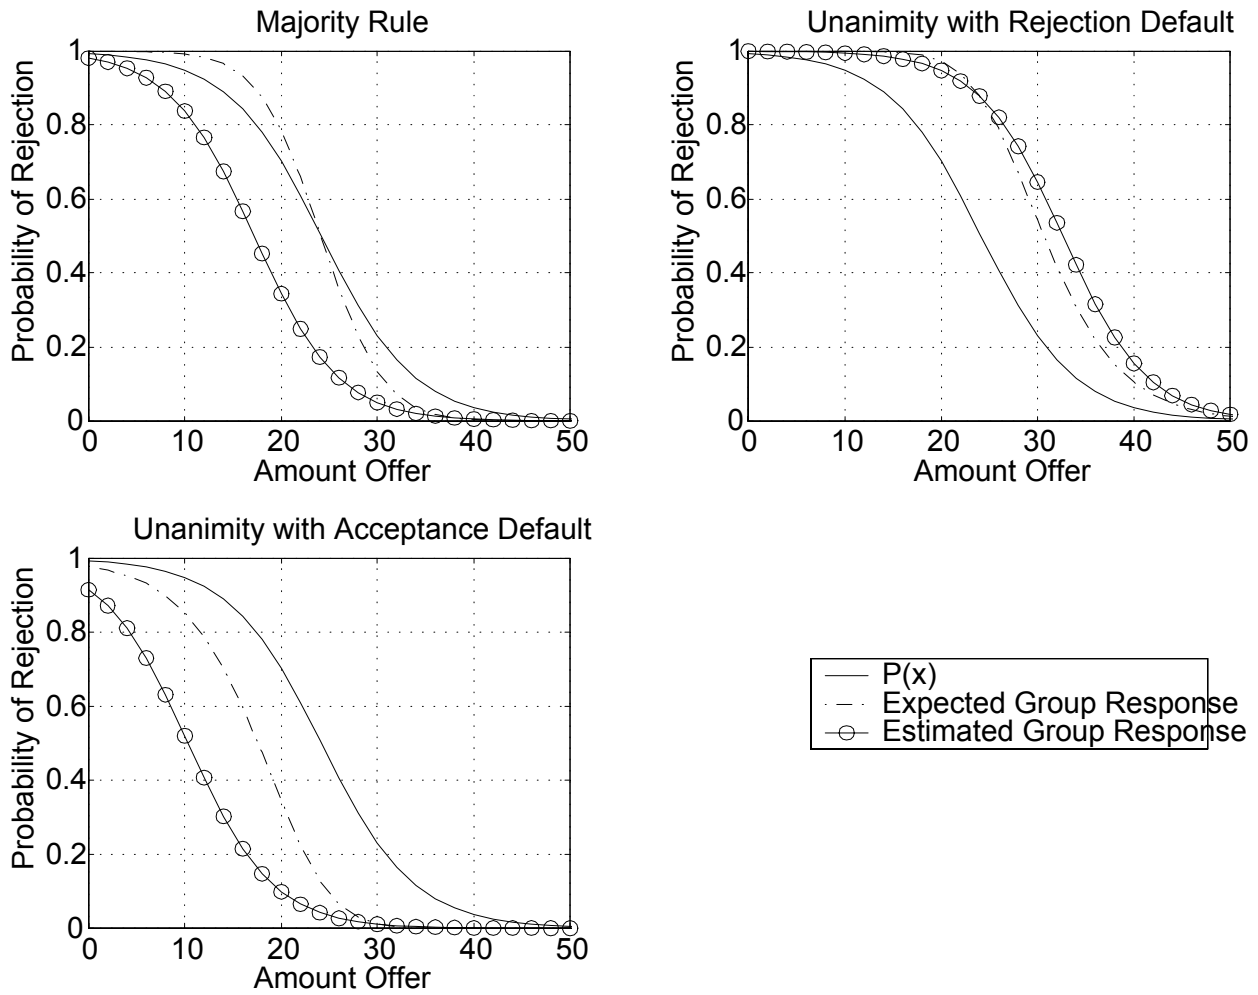 Majority Rule
1
0.8
0.6
0.4
0.2
0
Probability of Rejection
0 10 20 30 40 50
Amount Offer
Unanimity with Rejection Default
1
0.8
0.6
0.4
0.2
0
Probability of Rejection
0 10 20 30 40 50
Amount Offer
Unanimity with Acceptance Default
1
0.8
0.6
0.4
0.2
0
Probability of Rejection
0 10 20 30 40 50
Amount Offer
P(x)
Expected Group Response
Estimated Group Response